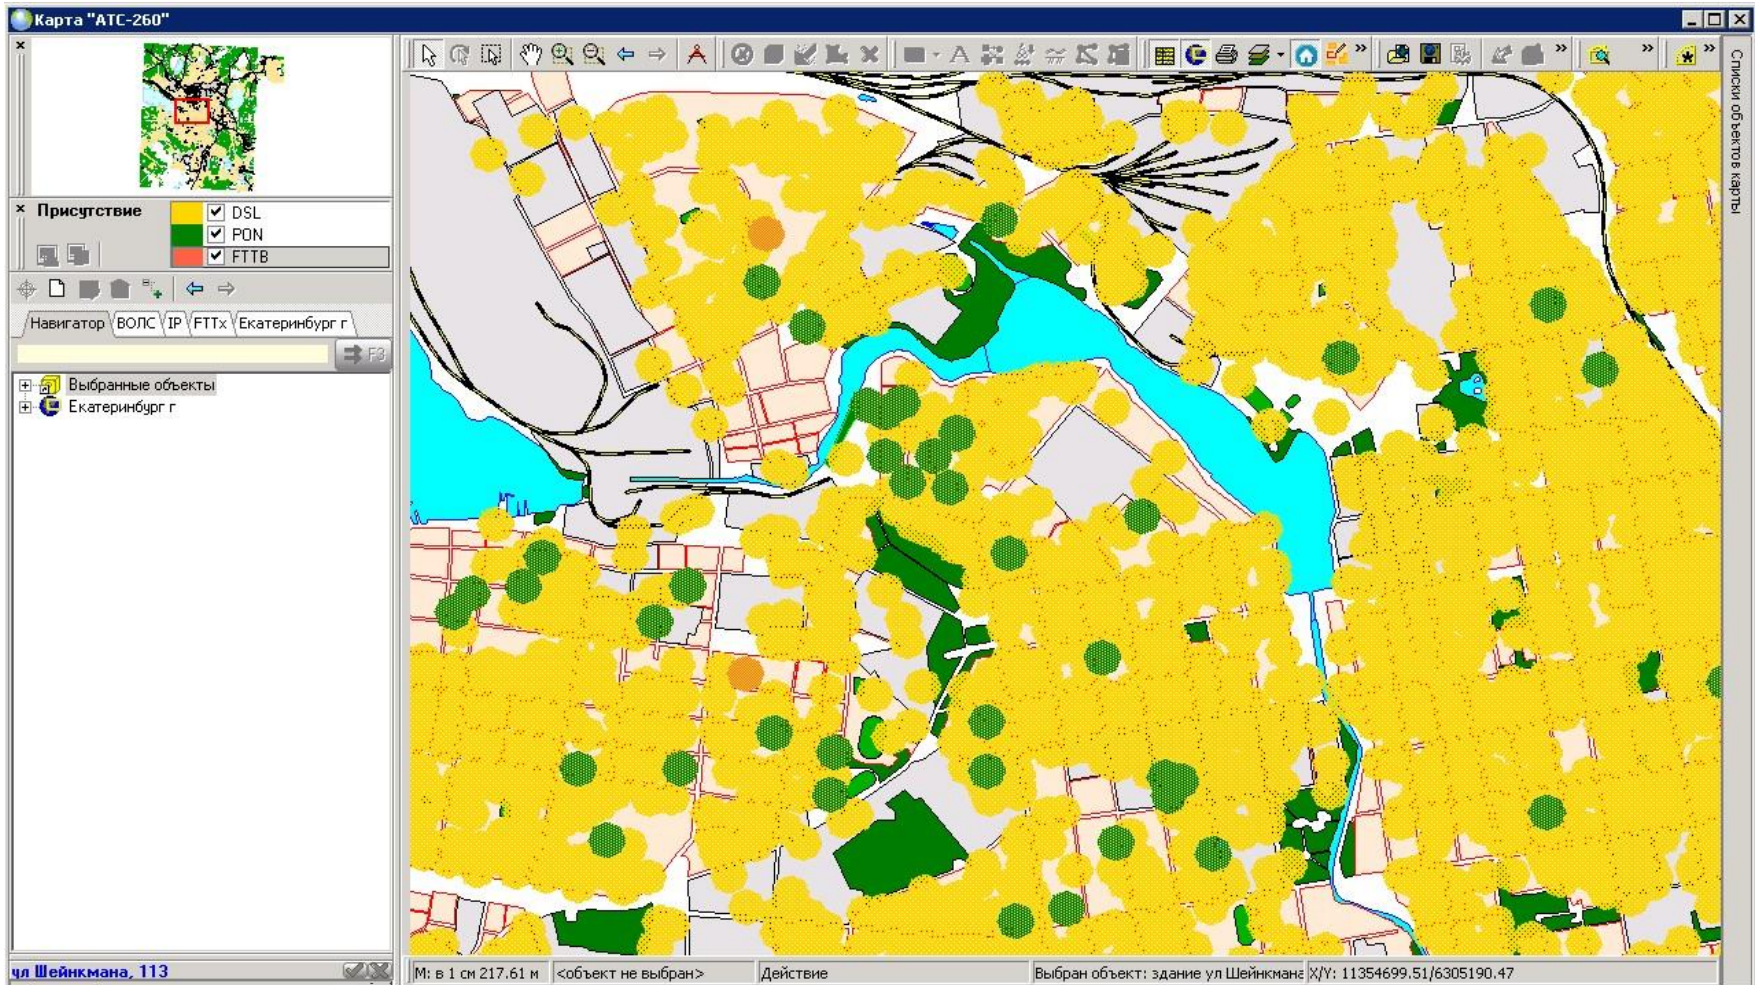 Карта "АТС-260"
Списки объектов карты
Присутствие
DSL
PON
FTTB
Навигатор
ВОЛС
IP
FTTx
Екатеринбург г
F3
Выбранные объекты
Екатеринбург г
ул Шейнкмана, 113
М: в 1 см 217.61 м
<объект не выбран>
Действие
Выбран объект: здание ул Шейнкмана
X/Y: 11354699.51/6305190.47